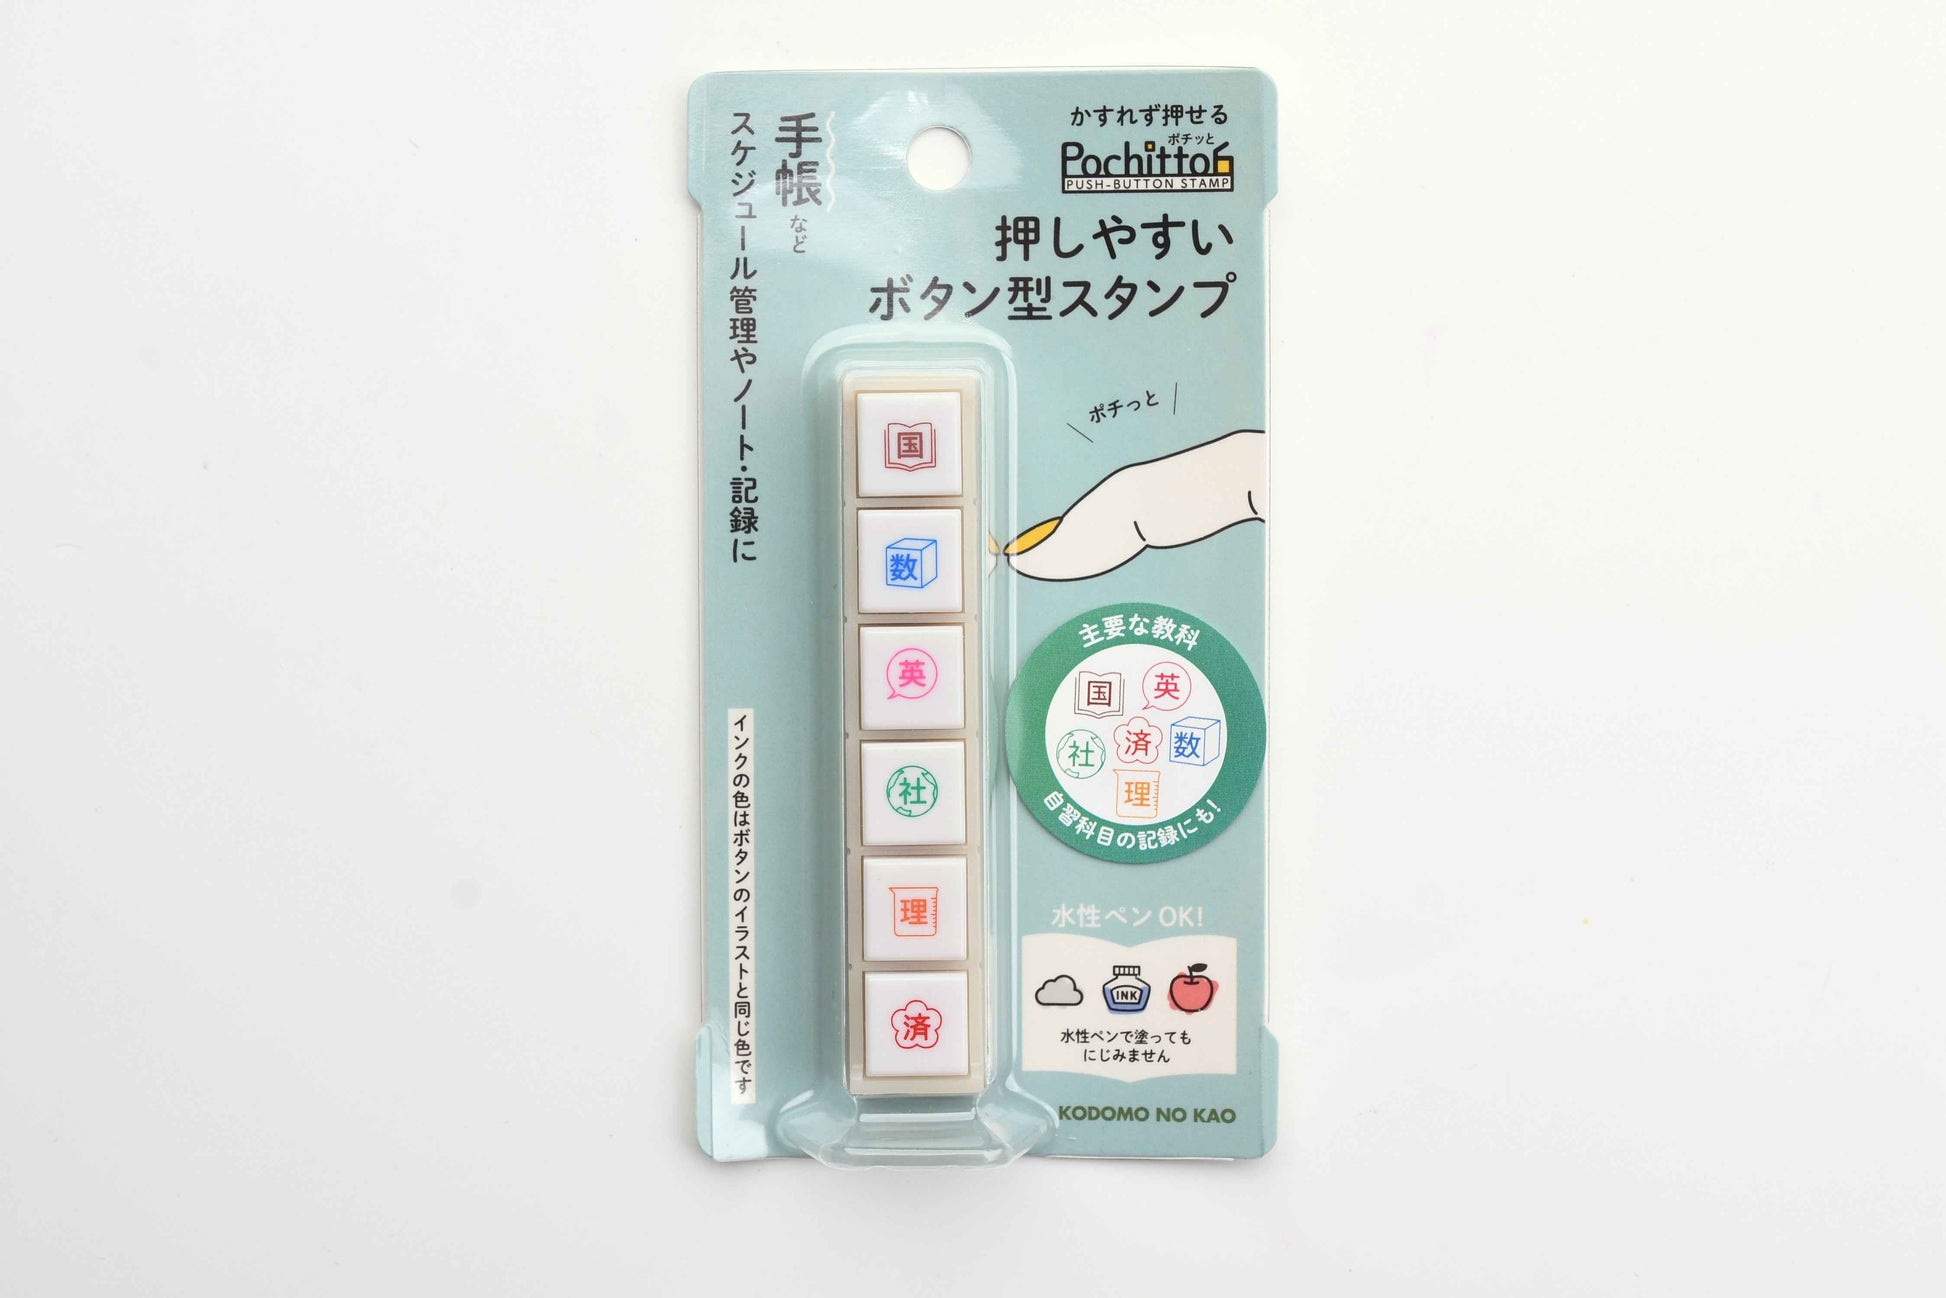 手帳など
スケジュール管理やノート・記録に
かすれず押せる
ポチッと
Pochitto6
PUSH-BUTTON STAMP
押しやすい
ボタン型スタンプ
ポチっと
国
数
英
社
理
済
主要な教科
国
英
社
済
数
理
自習科目の記録にも!
インクの色はボタンのイラストと同じ色です
水性ペンOK!
INK
水性ペンで塗っても
にじみません
KODOMO NO KAO